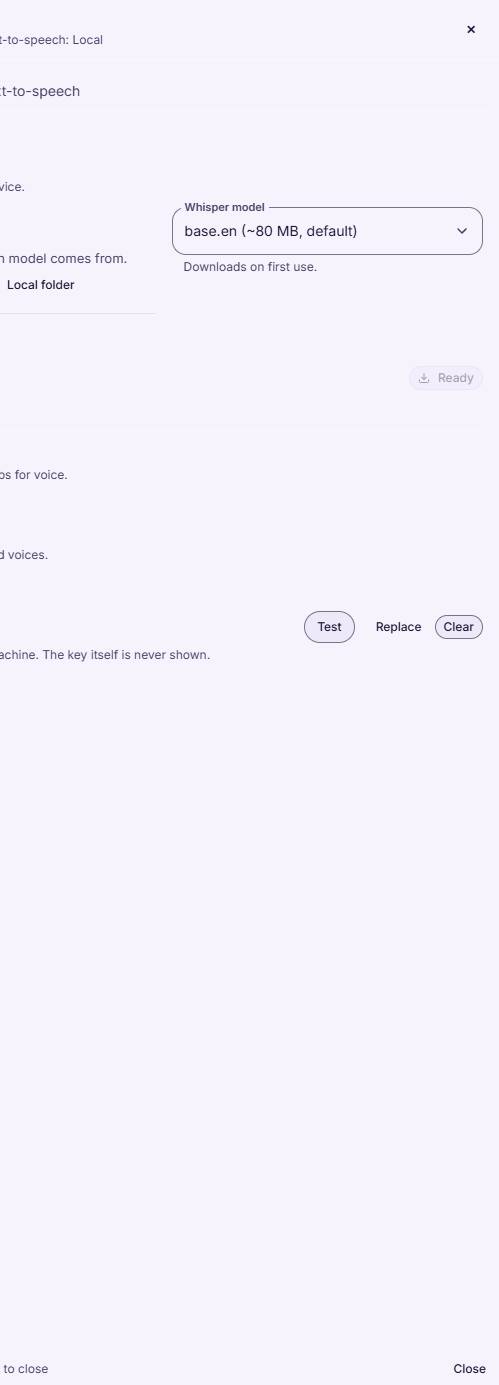 t-to-speech: Local
t-to-speech
vice.
Whisper model
base.en (~80 MB, default)
n model comes from.
Downloads on first use.
Local folder
Ready
os for voice.
d voices.
Test Replace Clear
achine. The key itself is never shown.
to close Close